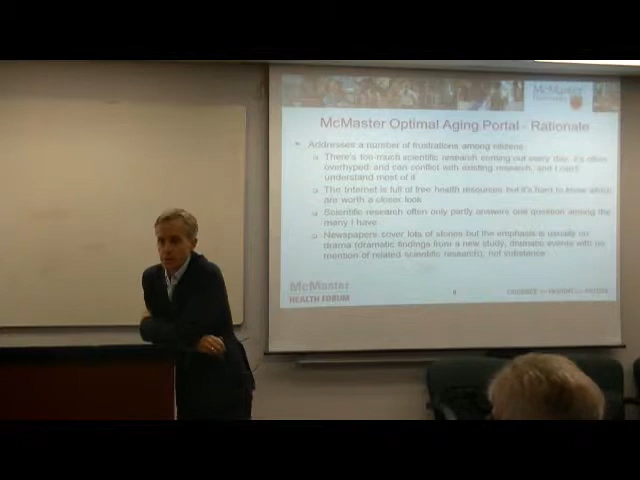 McMaster
University
McMaster Optimal Aging Portal - Rationale
Addresses a number of frustrations among citizens:
There's too much scientific research coming out every day, it's often
overhyped and can conflict with existing research, and I can't
understand most of it
The Internet is full of free health resources but it's hard to know which
are worth a closer look
Scientific research often only partly answers one question among the
many I have
Newspapers cover lots of stories but the emphasis is usually on
drama (dramatic findings from a new study, dramatic events with no
mention of related scientific research), not substance
McMaster
HEALTH FORUM